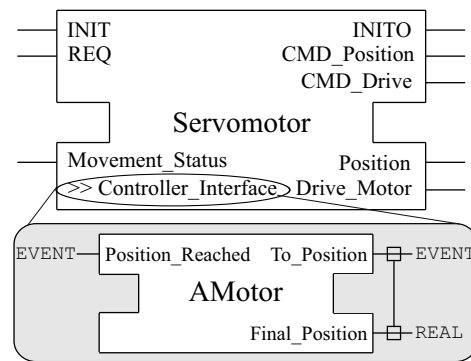 INIT INITO
REQ CMD_Position
CMD_Drive
Servomotor
Movement_Status Position
>> Controller_Interface Drive_Motor
EVENT Position_Reached To_Position EVENT
AMotor
Final_Position REAL